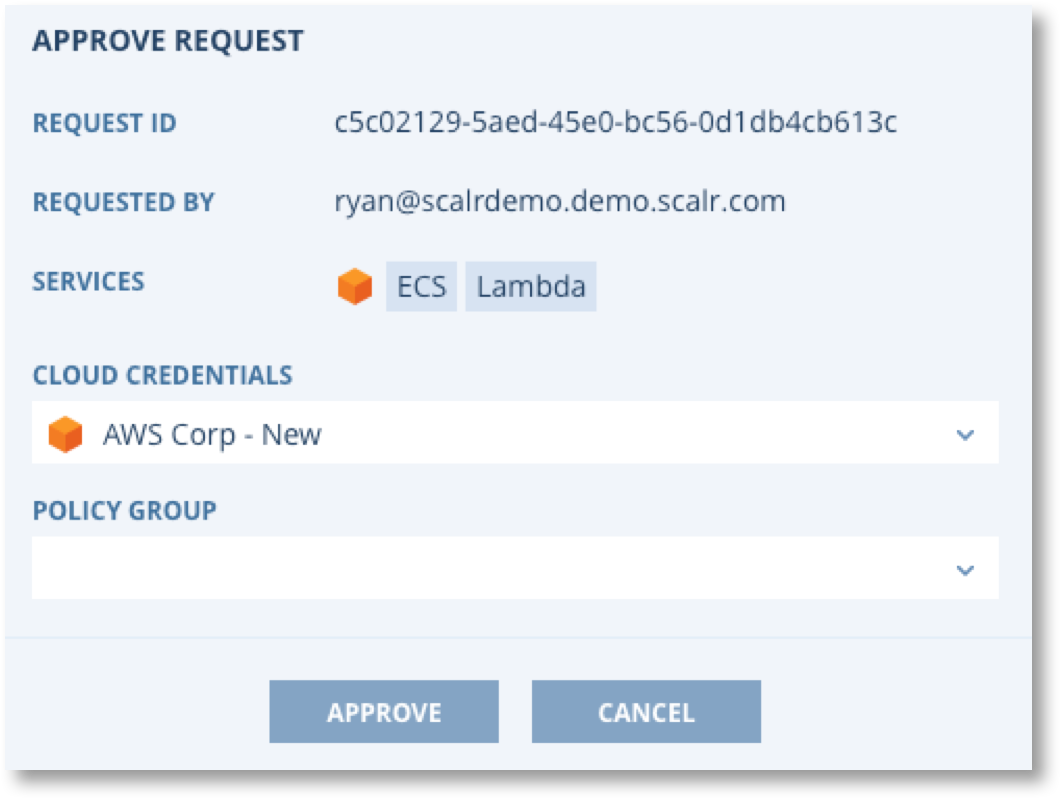 APPROVE REQUEST
REQUEST ID c5c02129-5aed-45e0-bc56-0d1db4cb613c
REQUESTED BY ryan@scalrdemo.demo.scalr.com
SERVICES ECS Lambda
CLOUD CREDENTIALS
AWS Corp - New
POLICY GROUP
APPROVE CANCEL